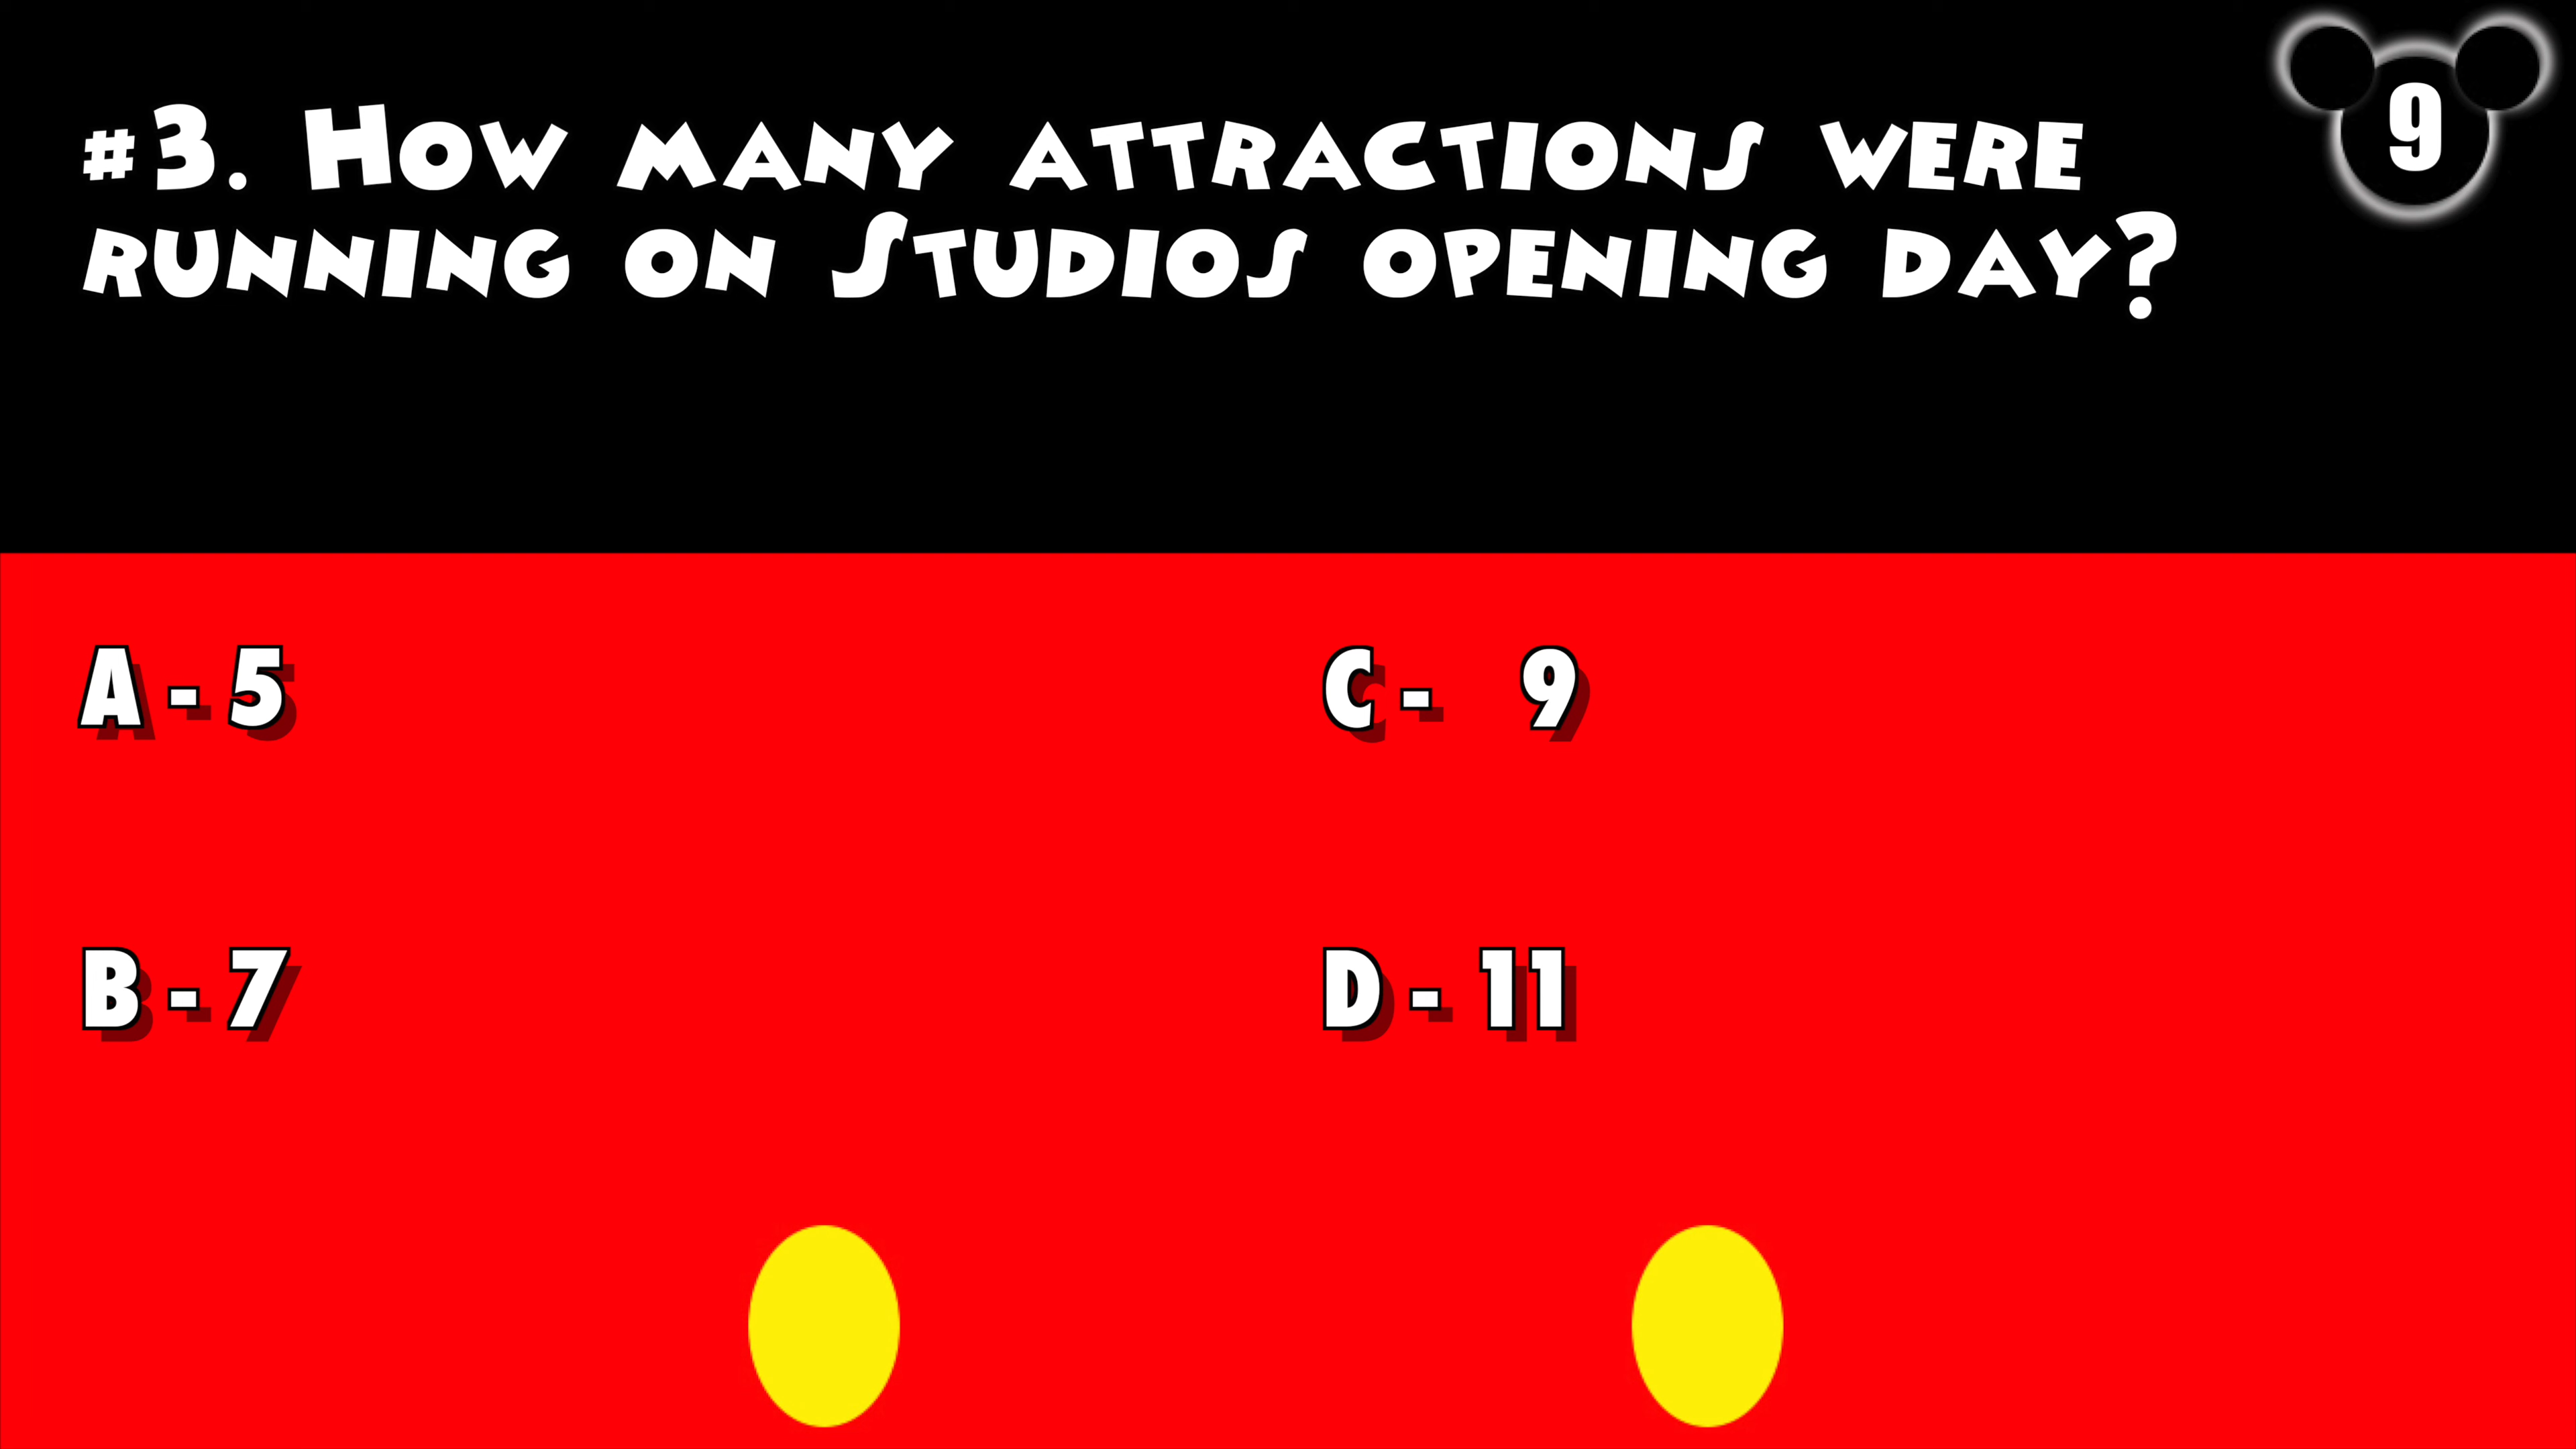 #3. How many attractions were
running on Studios opening day?
9
A - 5
C - 9
B - 7
D - 11